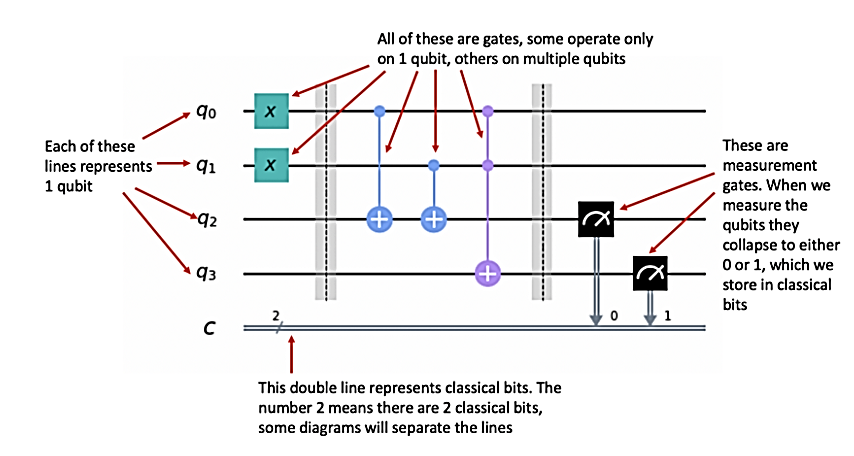 All of these are gates, some operate only
on 1 qubit, others on multiple qubits
q0
X
q1
X
q2
q3
C
2
0
1
Each of these
lines represents
1 qubit
These are
measurement
gates. When we
measure the
qubits they
collapse to either
0 or 1, which we
store in classical
bits
This double line represents classical bits. The
number 2 means there are 2 classical bits,
some diagrams will separate the lines